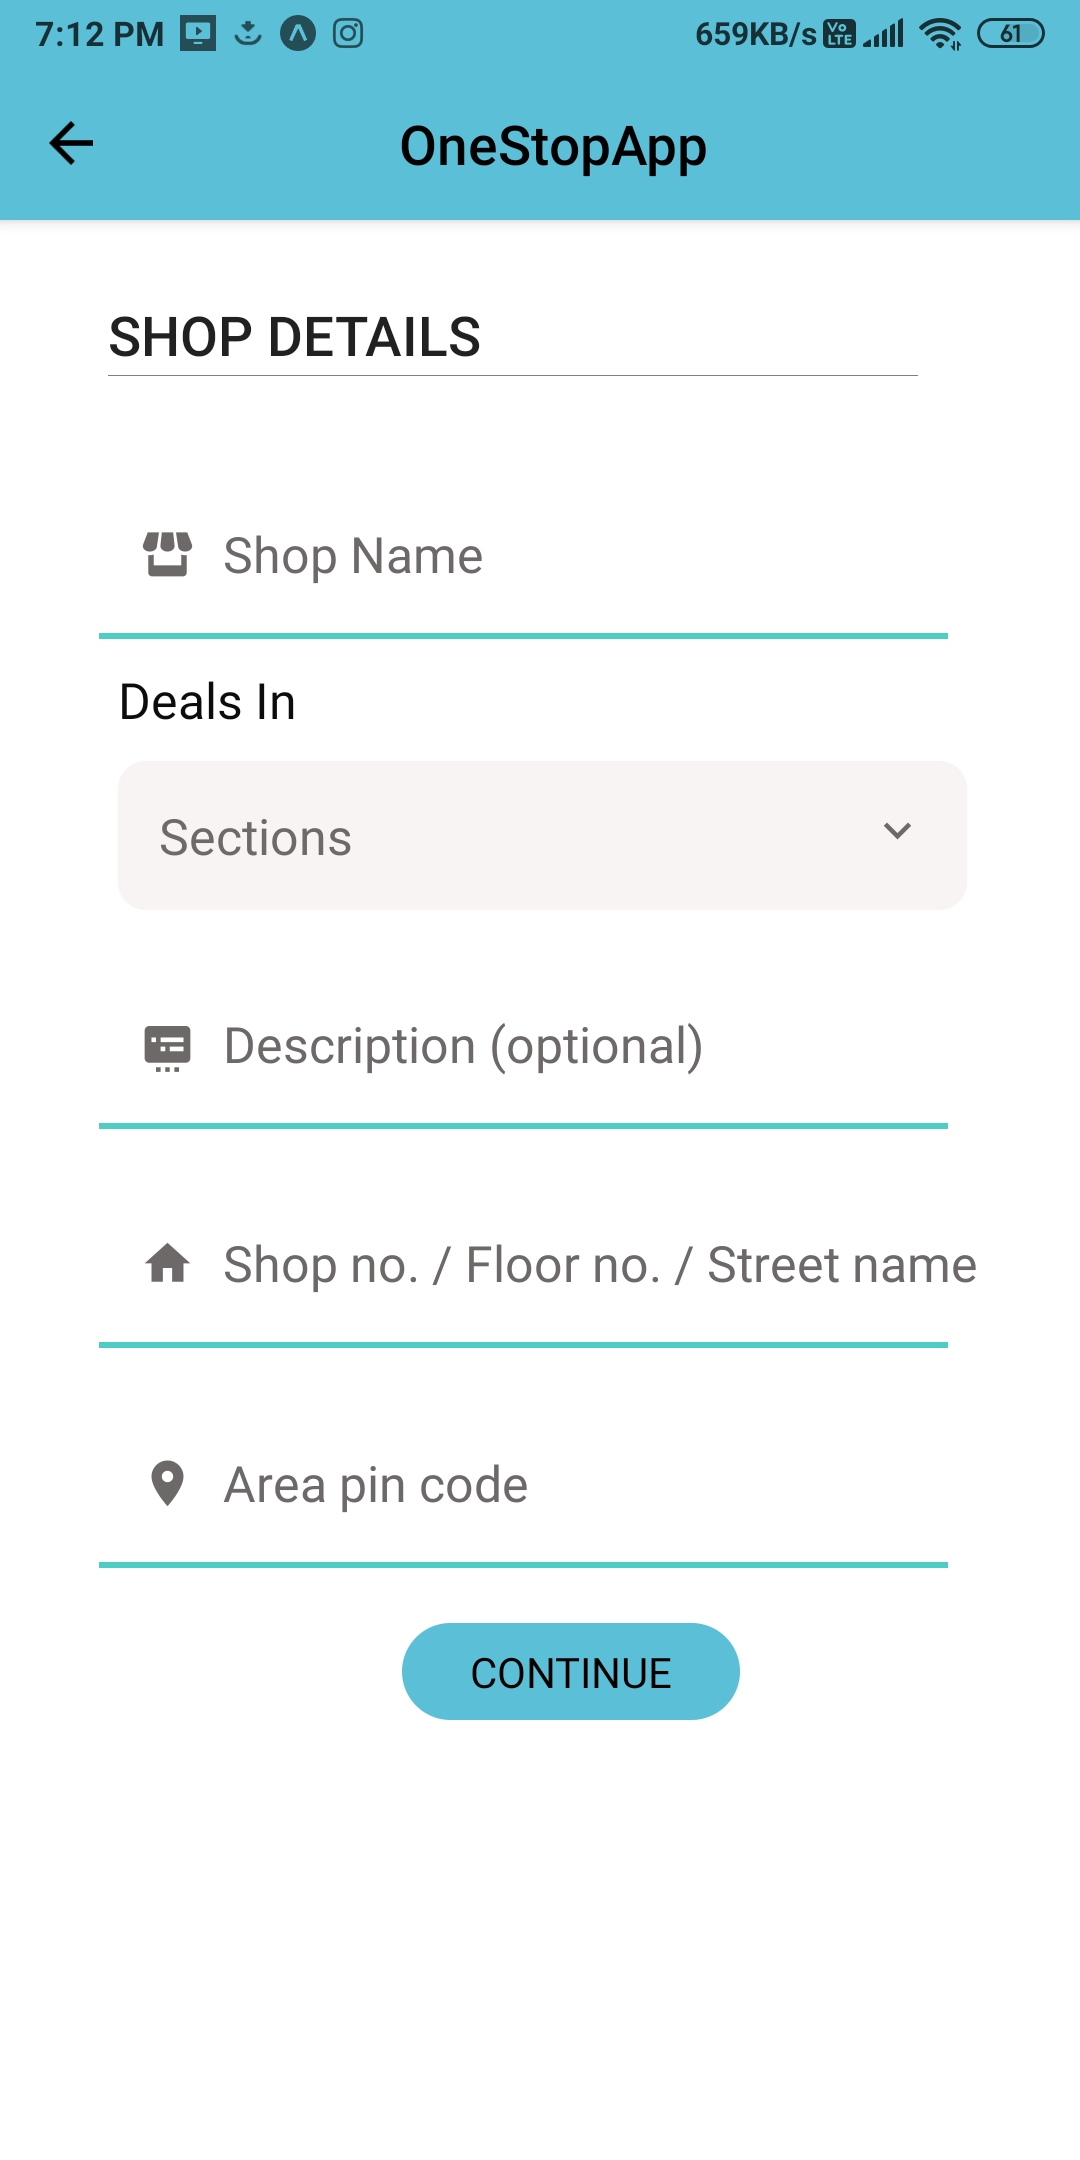 7:12 PM 659KB/s Vo LTE 61
OneStopApp
SHOP DETAILS
Shop Name
Deals In
Sections
Description (optional)
Shop no. / Floor no. / Street name
Area pin code
CONTINUE